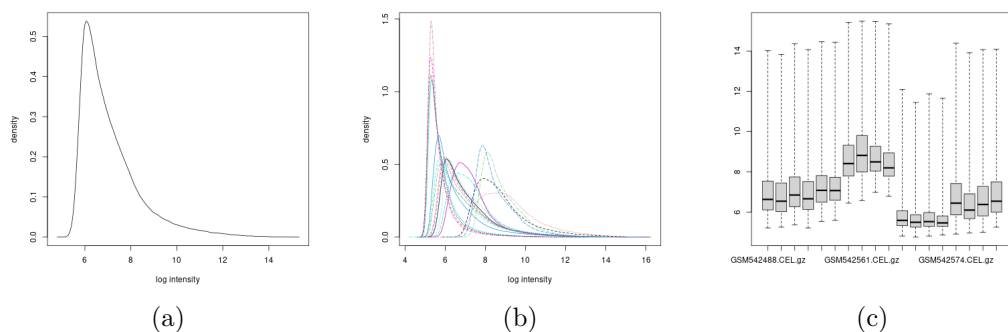 density
0.0 0.1 0.2 0.3 0.4 0.5
6 8 10 12 14
log intensity
(a)
density
0.0 0.5 1.0 1.5
4 6 8 10 12 14 16
log intensity
(b)
6 8 10 12 14
GSM542488.CEL.gz GSM542561.CEL.gz GSM542574.CEL.gz
(c)